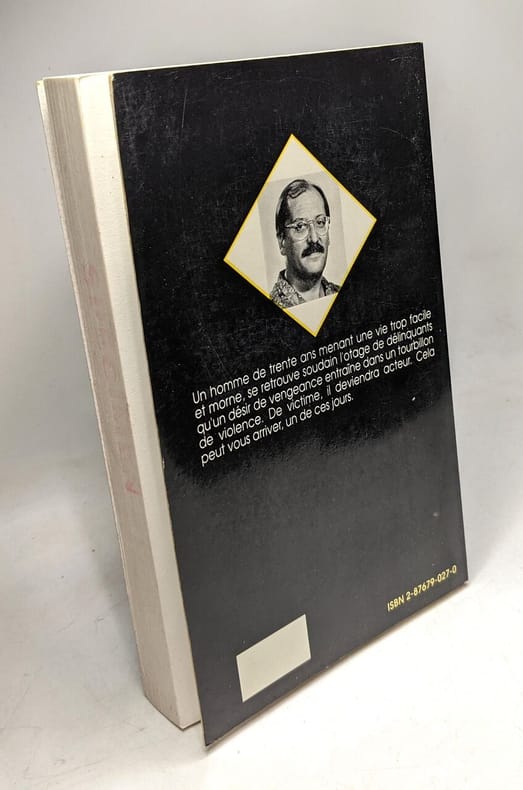 Un homme de trente ans menant une vie trop facile
et morne, se retrouve soudain l'otage de délinquants
qu'un désir de vengeance entraîne dans un tourbillon
de violence. De victime, il deviendra acteur. Cela
peut vous arriver, un de ces jours.
ISBN 2-87679-027-0